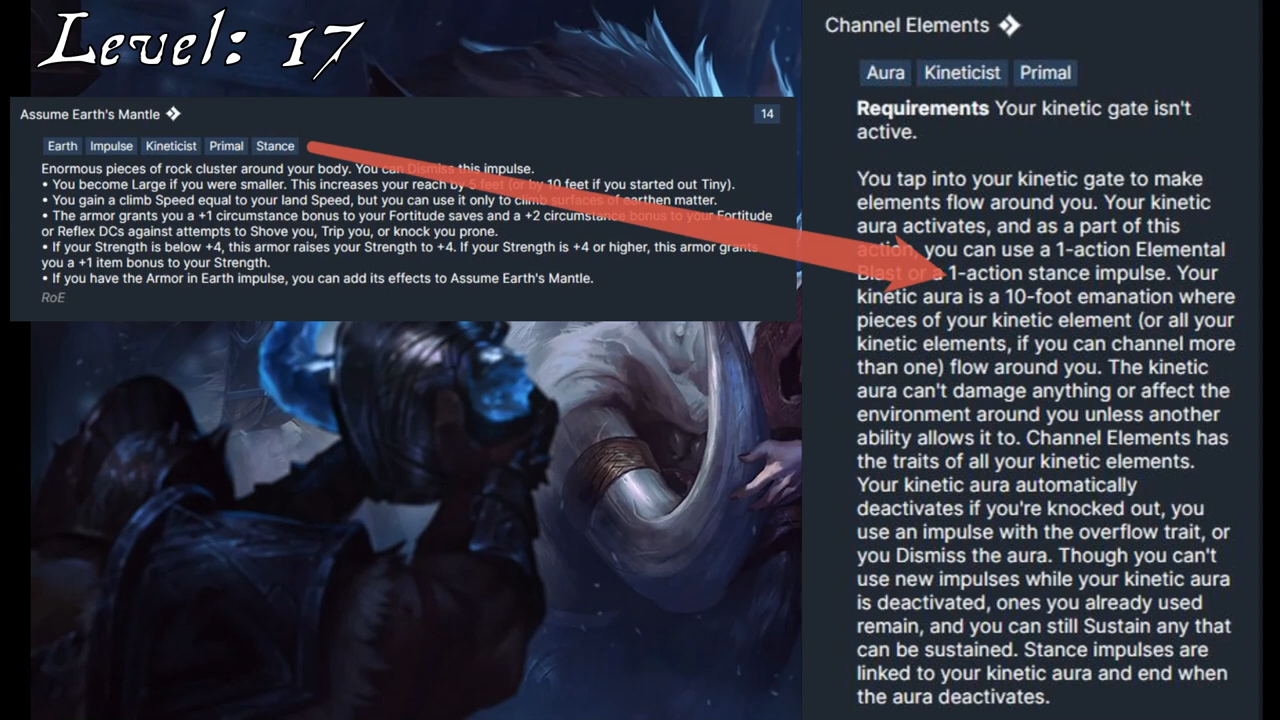 Level: 17
Assume Earth's Mantle
14
Earth Impulse Kineticist Primal Stance
Enormous pieces of rock cluster around your body. You can Dismiss this impulse.
• You become Large if you were smaller. This increases your reach by 5 feet (or by 10 feet if you started out Tiny).
• You gain a climb Speed equal to your land Speed, but you can use it only to climb surfaces of earthen matter.
• The armor grants you a +1 circumstance bonus to your Fortitude saves and a +2 circumstance bonus to your Fortitude
or Reflex DCs against attempts to Shove you, Trip you, or knock you prone.
• If your Strength is below +4, this armor raises your Strength to +4. If your Strength is +4 or higher, this armor grants
you a +1 item bonus to your Strength.
• If you have the Armor in Earth impulse, you can add its effects to Assume Earth's Mantle.
RoE
Channel Elements
Aura Kineticist Primal
Requirements Your kinetic gate isn't
active.
You tap into your kinetic gate to make
elements flow around you. Your kinetic
aura activates, and as a part of this
action, you can use a 1-action Elemental
Blast or a 1-action stance impulse. Your
kinetic aura is a 10-foot emanation where
pieces of your kinetic element (or all your
kinetic elements, if you can channel more
than one) flow around you. The kinetic
aura can't damage anything or affect the
environment around you unless another
ability allows it to. Channel Elements has
the traits of all your kinetic elements.
Your kinetic aura automatically
deactivates if you're knocked out, you
use an impulse with the overflow trait, or
you Dismiss the aura. Though you can't
use new impulses while your kinetic aura
is deactivated, ones you already used
remain, and you can still Sustain any that
can be sustained. Stance impulses are
linked to your kinetic aura and end when
the aura deactivates.